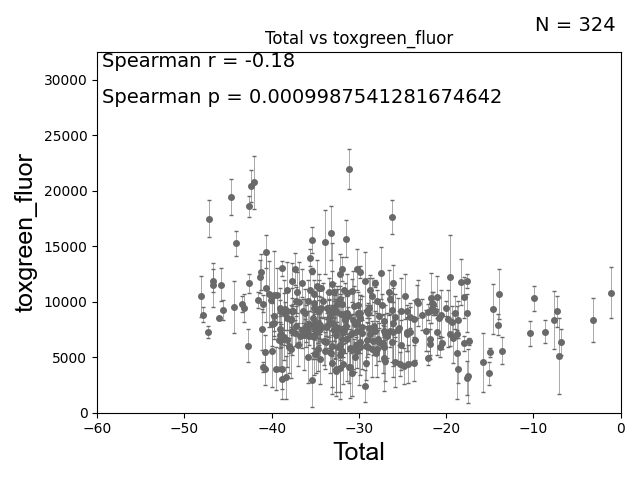 N = 324
Total vs toxgreen_fluor
Spearman r = -0.18
Spearman p = 0.0009987541281674642
30000
25000
20000
15000
10000
5000
0
toxgreen_fluor
−60 −50 −40 −30 −20 −10 0
Total